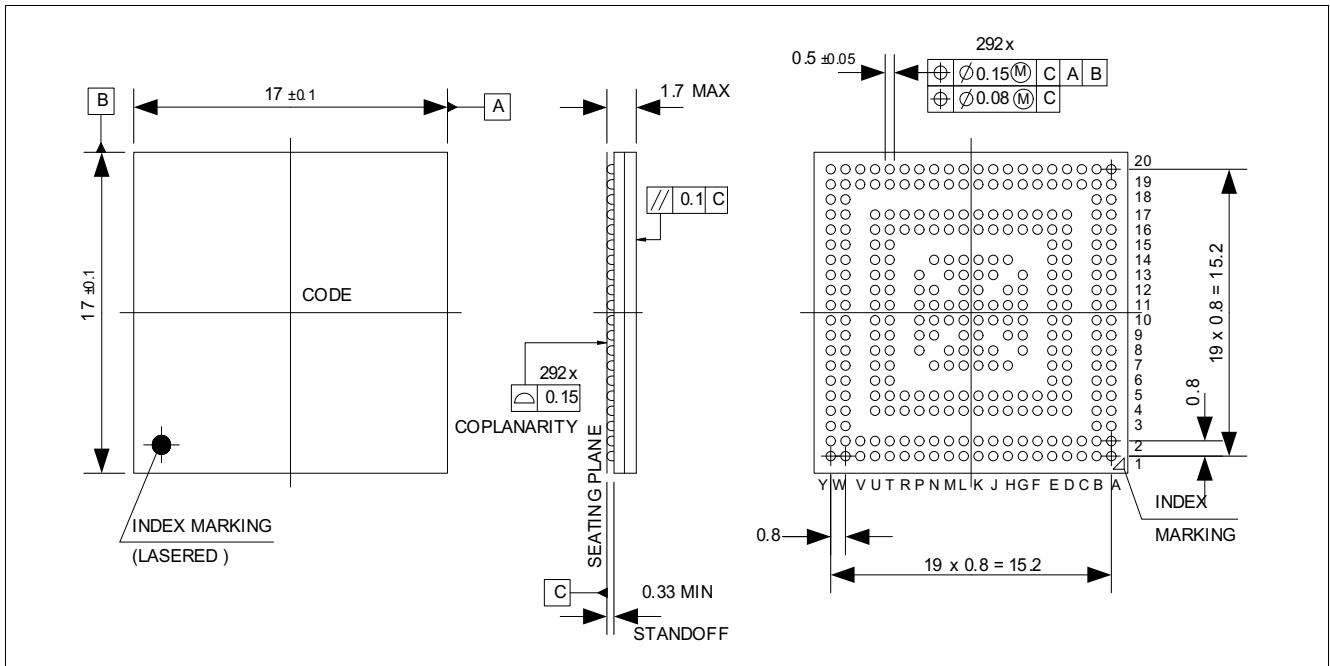 B
17 ±0.1
A
17 ±0.1
CODE
INDEX MARKING
(LASERED )
1.7 MAX
// 0.1 C
292x
0.15
COPLANARITY
SEATING PLANE
C
0.33 MIN
STANDOFF
0.5 ±0.05
292x
⌖ ∅0.15 Ⓜ C A B
⌖ ∅0.08 Ⓜ C
20
19
18
17
16
15
14
13
12
11
10
9
8
7
6
5
4
3
2
1
19 x 0.8 = 15.2
0.8
Y W V U T R P N M L K J H G F E D C B A
INDEX
MARKING
0.8
19 x 0.8 = 15.2